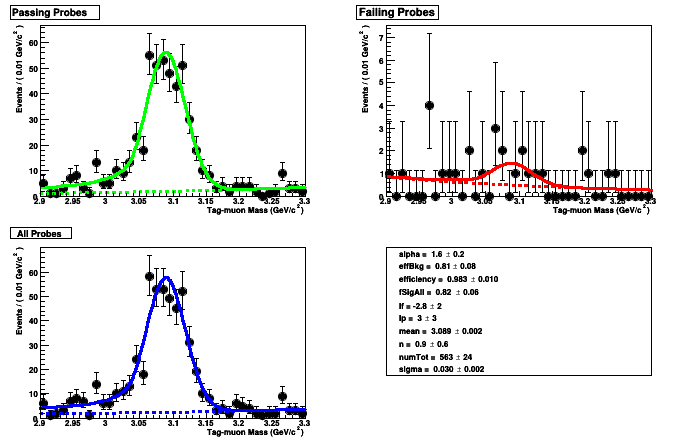 Passing Probes
Events / ( 0.01 GeV/c² )
60
50
40
30
20
10
0
2.9 2.95 3 3.05 3.1 3.15 3.2 3.25 3.3
Tag-muon Mass (GeV/c²)
Failing Probes
Events / ( 0.01 GeV/c² )
7
6
5
4
3
2
1
0
2.9 2.95 3 3.05 3.1 3.15 3.2 3.25 3.3
Tag-muon Mass (GeV/c²)
All Probes
Events / ( 0.01 GeV/c² )
70
60
50
40
30
20
10
0
2.9 2.95 3 3.05 3.1 3.15 3.2 3.25 3.3
Tag-muon Mass (GeV/c²)
alpha = 1.6 ± 0.2
effBkg = 0.81 ± 0.08
efficiency = 0.983 ± 0.010
fSigAll = 0.82 ± 0.06
lf = -2.8 ± 2
lp = 3 ± 3
mean = 3.089 ± 0.002
n = 0.9 ± 0.6
numTot = 563 ± 24
sigma = 0.030 ± 0.002